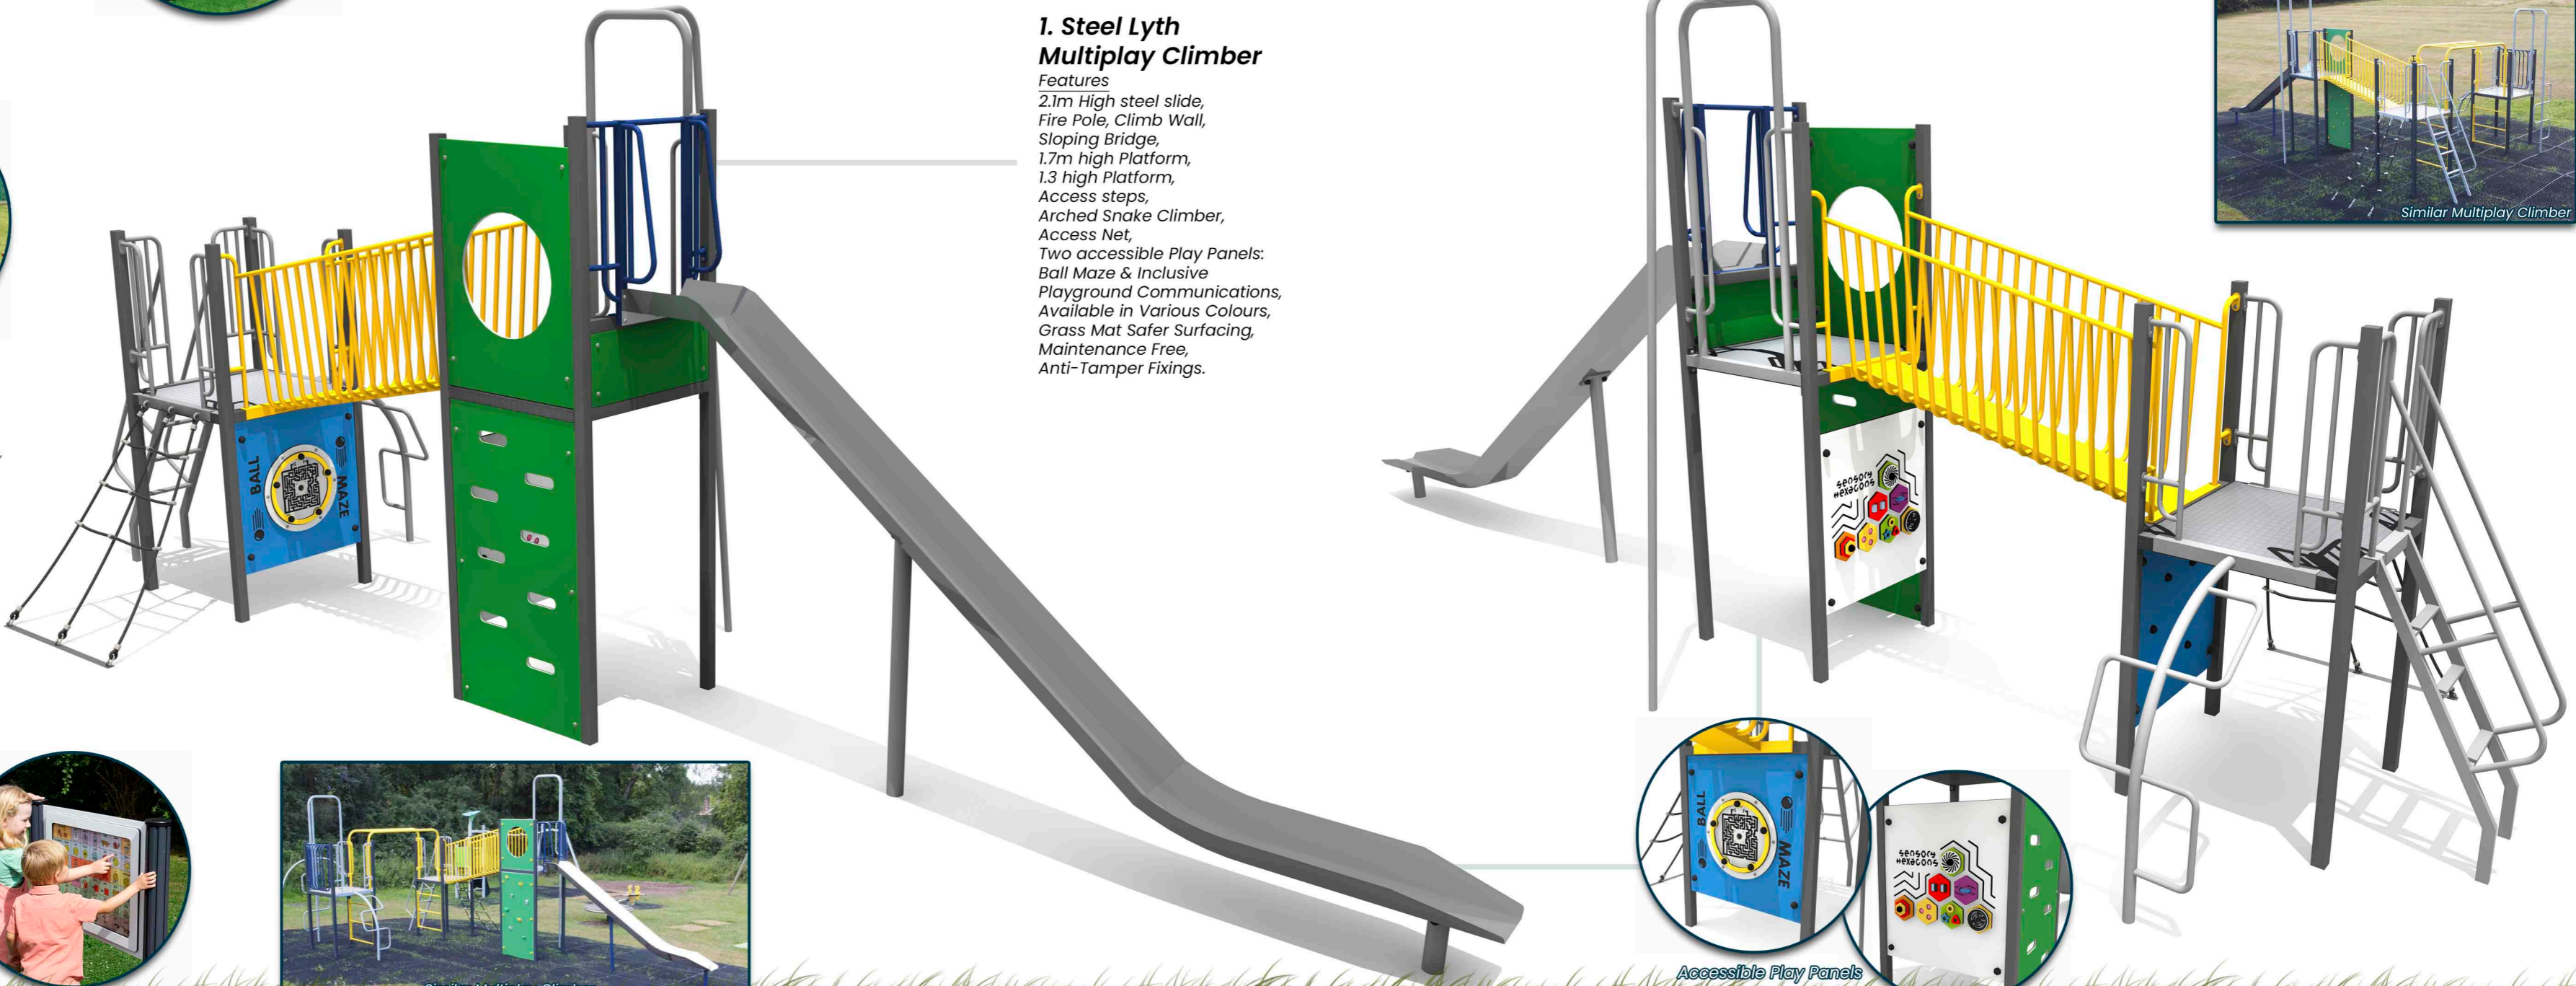 1. Steel Lyth
Multiplay Climber
Features
2.1m High steel slide,
Fire Pole, Climb Wall,
Sloping Bridge,
1.7m high Platform,
1.3 high Platform,
Access steps,
Arched Snake Climber,
Access Net,
Two accessible Play Panels:
Ball Maze & Inclusive
Playground Communications,
Available in Various Colours,
Grass Mat Safer Surfacing,
Maintenance Free,
Anti-Tamper Fixings.
Similar Multiplay Climber
BALL
MAZE
sensory
hexagons
BALL
MAZE
sensory
hexagons
Accessible Play Panels
Similar Multiplay Climber